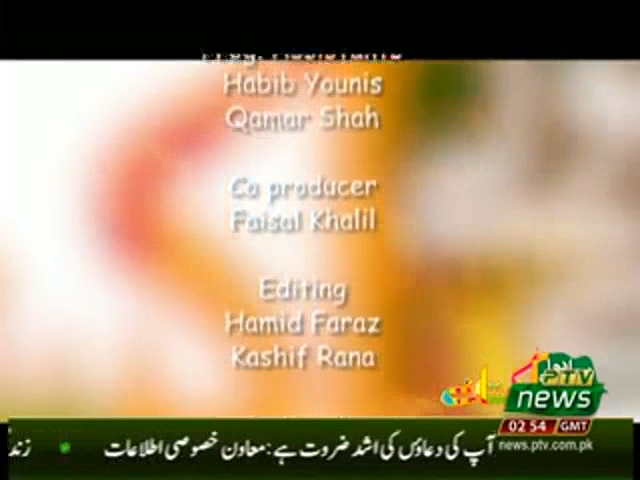 Habib Younis
Qamar Shah
Co producer
Faisal Khalil
Editing
Hamid Faraz
Kashif Rana
PTV
news
02 54 GMT
news.ptv.com.pk
آپ کی دعاؤں کی اشد ضروت ہے:معاون خصوصی اطلاعات